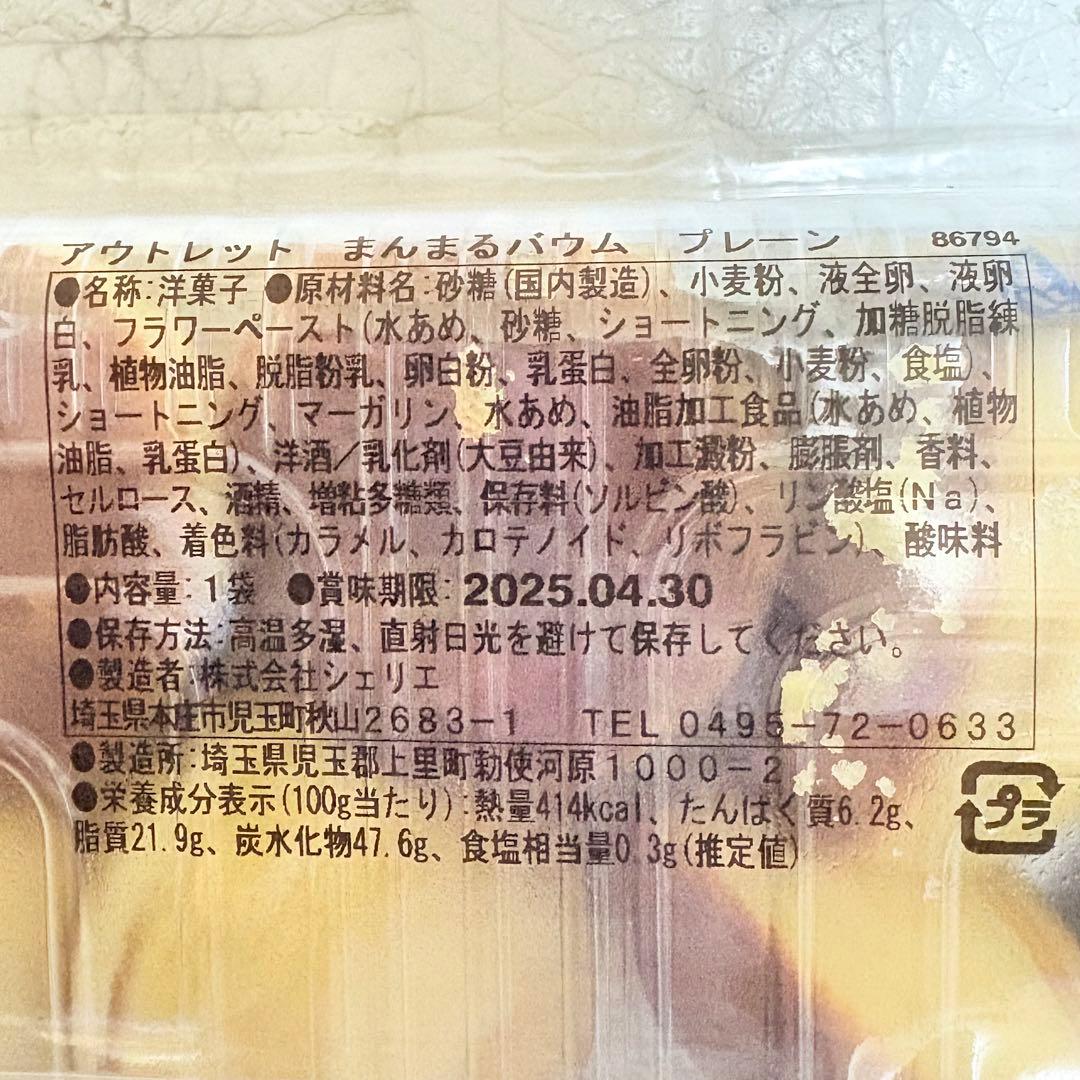 アウトレット　まんまるバウム　プレーン　86794
●名称:洋菓子 ●原材料名:砂糖(国内製造)、小麦粉、液全卵、液卵
白、フラワーペースト(水あめ、砂糖、ショートニング、加糖脱脂練
乳、植物油脂、脱脂粉乳、卵白粉、乳蛋白、全卵粉、小麦粉、食塩)、
ショートニング、マーガリン、水あめ、油脂加工食品(水あめ、植物
油脂、乳蛋白)、洋酒／乳化剤(大豆由来)、加工澱粉、膨脹剤、香料、
セルロース、酒精、増粘多糖類、保存料(ソルビン酸)、リン酸塩(Na)、
脂肪酸、着色料(カラメル、カロテノイド、リボフラビン)、酸味料
●内容量:1袋 ●賞味期限:2025.04.30
●保存方法:高温多湿、直射日光を避けて保存してください。
●製造者:株式会社シェリエ
埼玉県本庄市児玉町秋山2683-1　TEL 0495-72-0633
●製造所:埼玉県児玉郡上里町勅使河原1000-2
●栄養成分表示(100g当たり):熱量414kcal、たんぱく質6.2g、
脂質21.9g、炭水化物47.6g、食塩相当量0.3g(推定値)
プラ